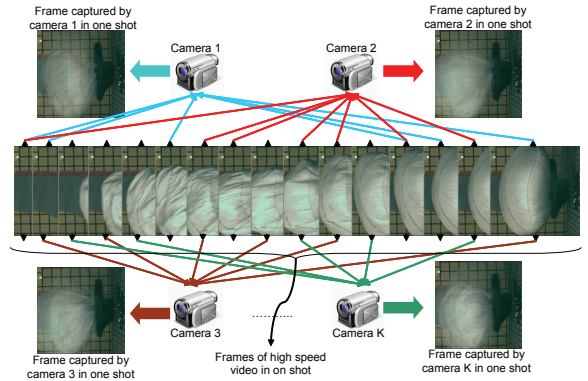 Frame captured by
camera 1 in one shot
Camera 1
Camera 2
Frame captured by
camera 2 in one shot
Frame captured by
camera 3 in one shot
Camera 3
............
Camera K
Frame captured by
camera K in one shot
Frames of high speed
video in on shot